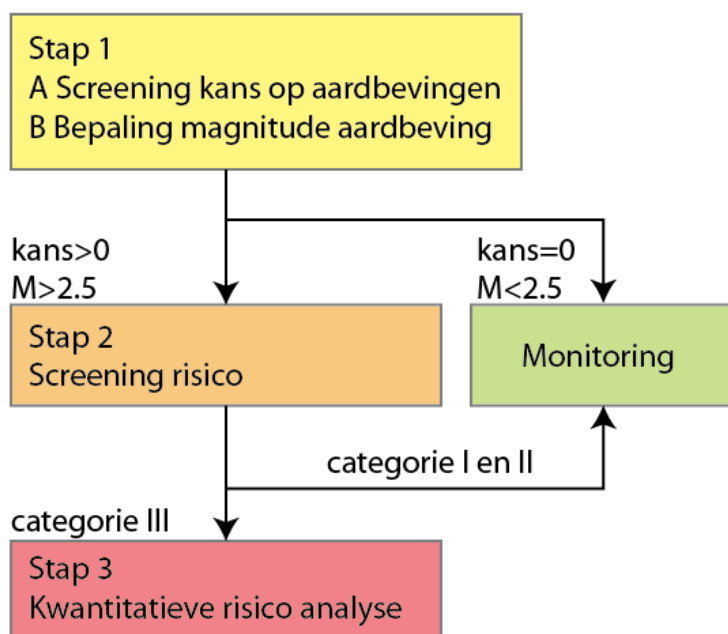 Stap 1
A Screening kans op aardbevingen
B Bepaling magnitude aardbeving
kans>0
M>2.5
kans=0
M<2.5
Stap 2
Screening risico
Monitoring
categorie I en II
categorie III
Stap 3
Kwantitatieve risico analyse